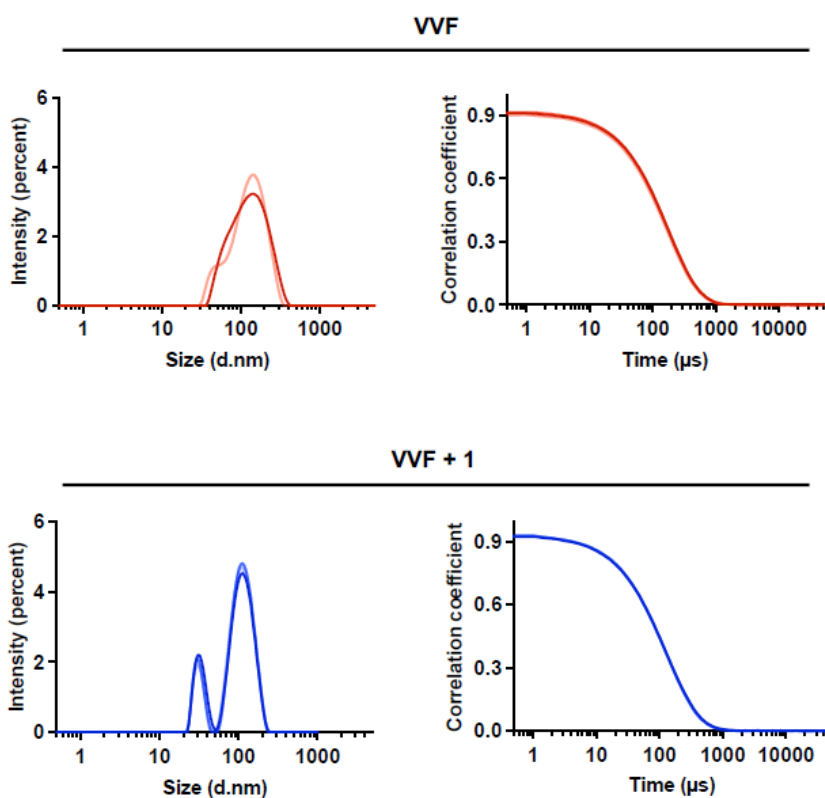 VVF
Intensity (percent)
6
4
2
0
1 10 100 1000
Size (d.nm)
Correlation coefficient
0.9
0.6
0.3
0.0
1 10 100 1000 10000
Time (µs)
VVF + 1
Intensity (percent)
6
4
2
0
1 10 100 1000
Size (d.nm)
Correlation coefficient
0.9
0.6
0.3
0.0
1 10 100 1000 10000
Time (µs)